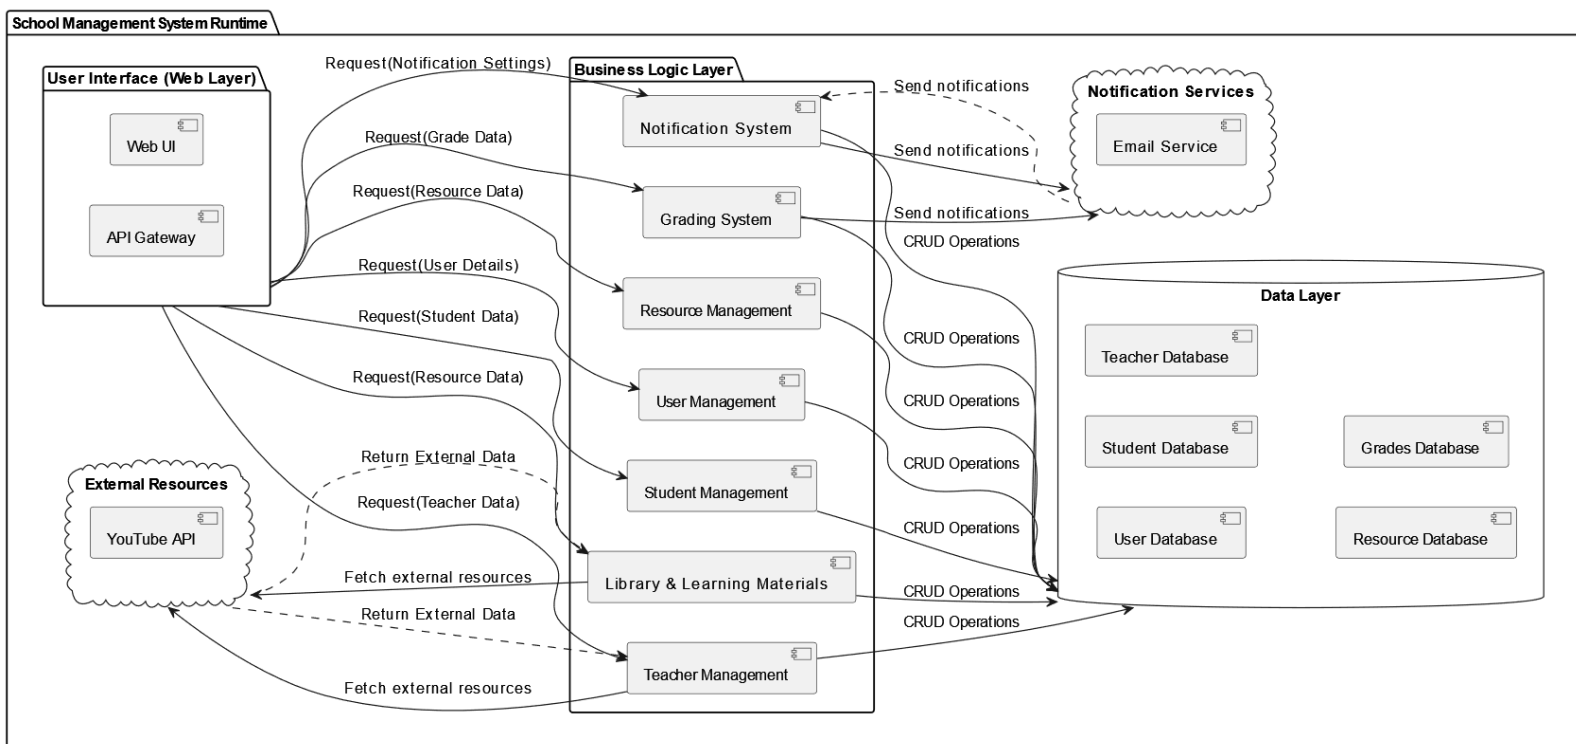 School Management System Runtime
User Interface (Web Layer)
Web UI
API Gateway
External Resources
YouTube API
Request(Notification Settings)
Request(Grade Data)
Request(Resource Data)
Request(User Details)
Request(Student Data)
Request(Resource Data)
Return External Data
Request(Teacher Data)
Fetch external resources
Return External Data
Fetch external resources
Business Logic Layer
Notification System
Grading System
Resource Management
User Management
Student Management
Library & Learning Materials
Teacher Management
Send notifications
Send notifications
Send notifications
CRUD Operations
CRUD Operations
CRUD Operations
CRUD Operations
CRUD Operations
CRUD Operations
CRUD Operations
Notification Services
Email Service
Data Layer
Teacher Database
Student Database
Grades Database
User Database
Resource Database